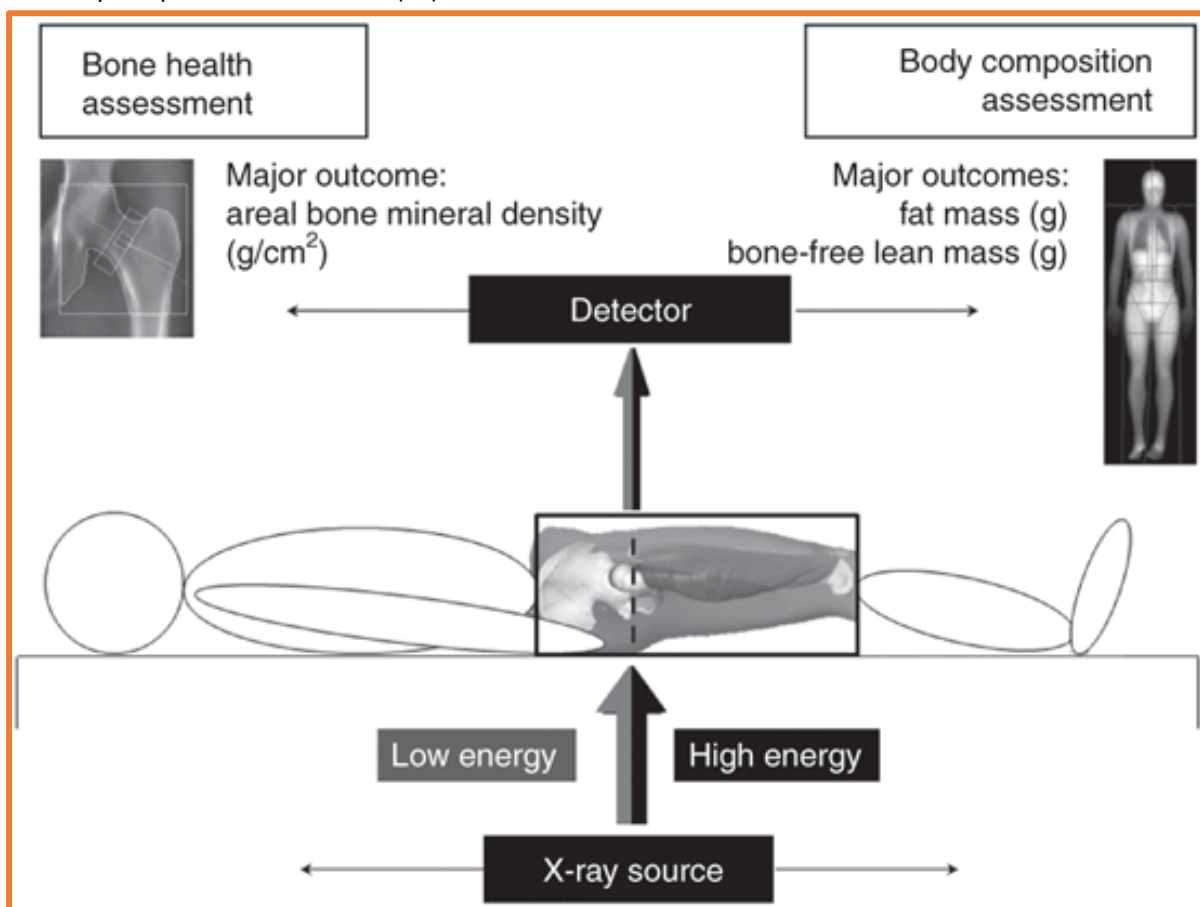 Bone health
assessment
Body composition
assessment
Major outcome:
areal bone mineral density
(g/cm²)
Major outcomes:
fat mass (g)
bone-free lean mass (g)
Detector
Low energy
High energy
X-ray source